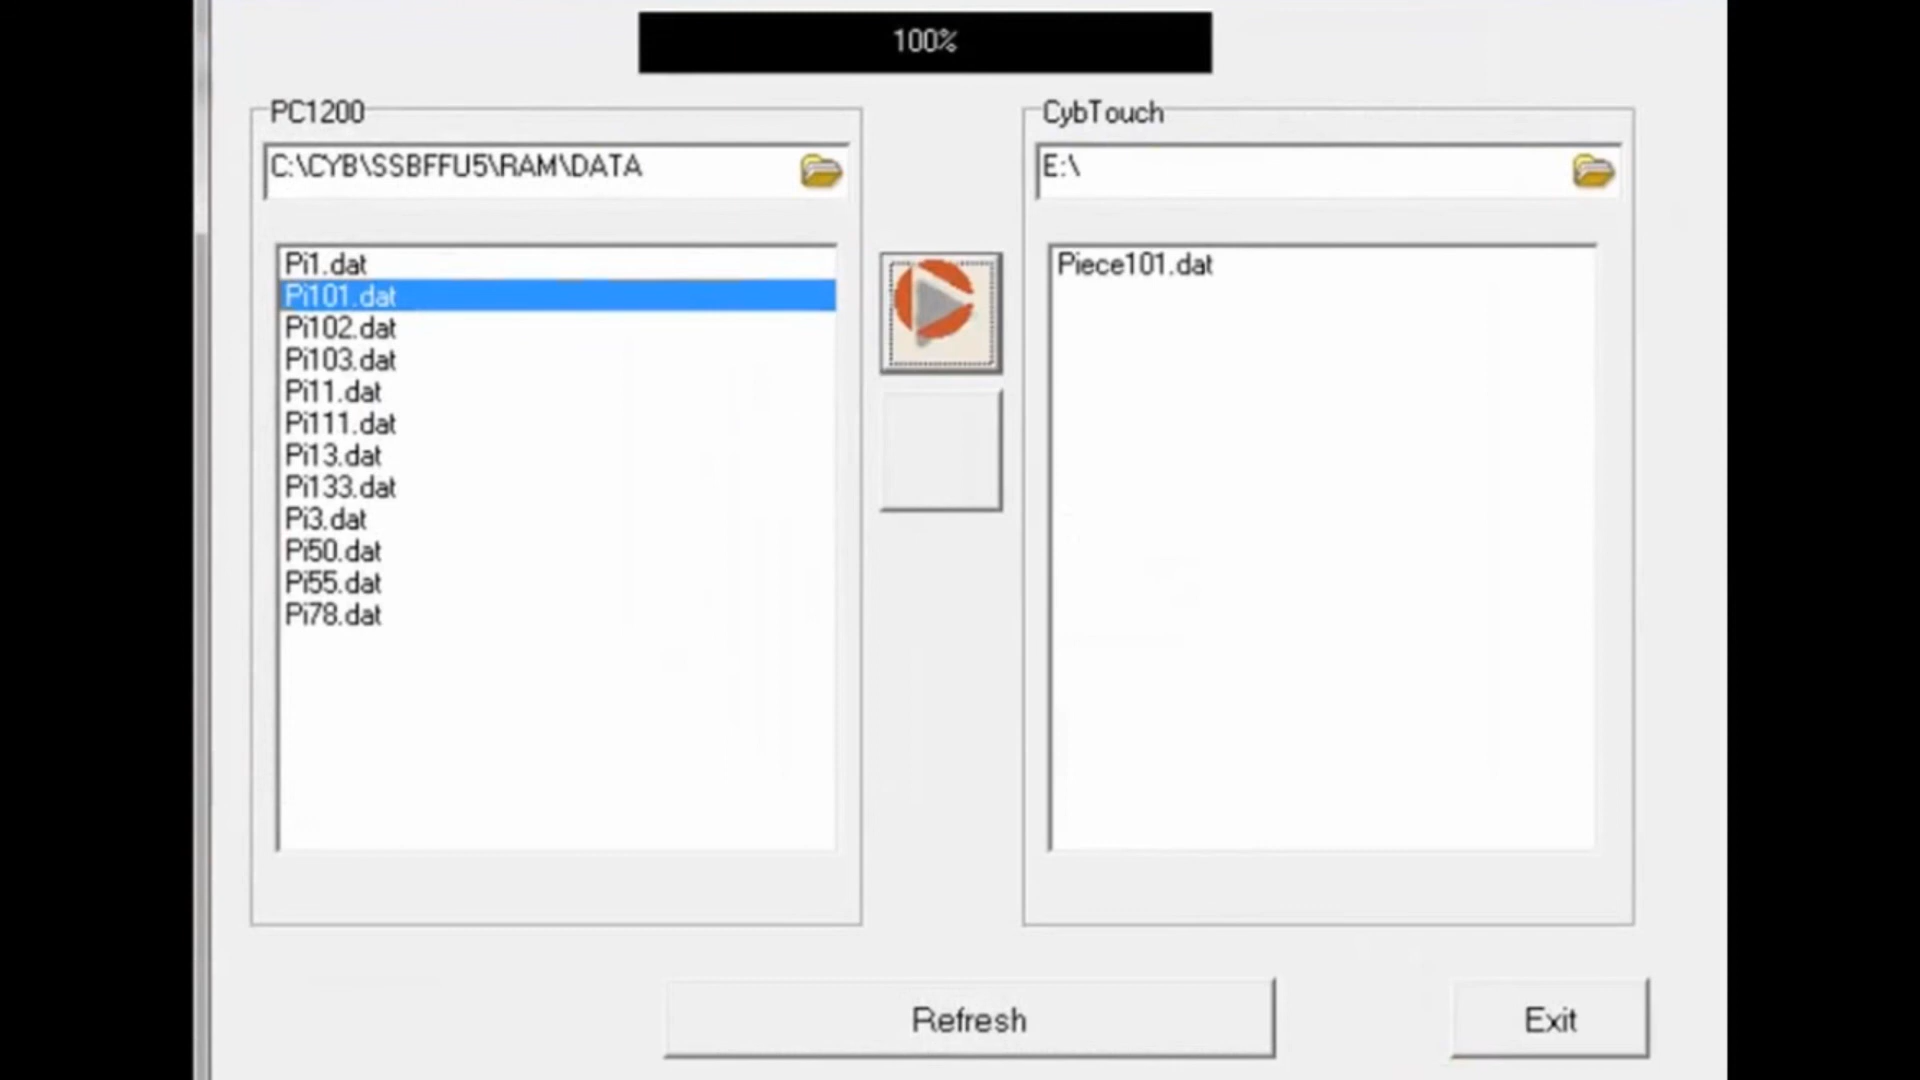 100%
PC1200
C:\CYB\SSBFFU5\RAM\DATA
Pi1.dat
Pi101.dat
Pi102.dat
Pi103.dat
Pi11.dat
Pi111.dat
Pi13.dat
Pi133.dat
Pi3.dat
Pi50.dat
Pi55.dat
Pi78.dat
CybTouch
E:\
Piece101.dat
Refresh
Exit